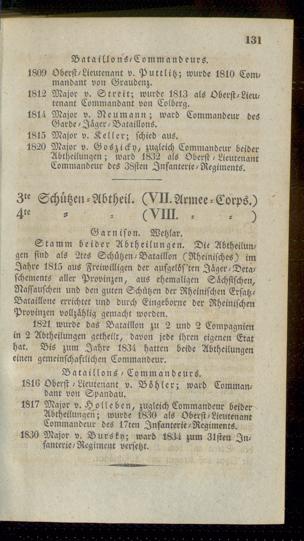 131
Bataillons-Commandeurs.
1809 Oberst-Lieutenant v. Puttlitz; wurde 1810 Com-
mandant von Graudenz.
1812 Major v. Streit; wurde 1813 als Oberst-Lieu-
tenant Commandant von Colberg.
1814 Major v. Neumann; ward Commandeur des
Garde-Jäger-Bataillons.
1815 Major v. Keller; schied aus.
1820 Major v. Goszicky, zugleich Commandeur beider
Abtheilungen; ward 1832 als Oberst-Lieutenant
Commandeur des 38sten Infanterie-Regiments.
3te Schützen-Abtheil. (VII. Armee-Corps.)
4te „ „ (VIII. „ „ )
Garnison. Wetzlar.
Stamm beider Abtheilungen. Die Abtheilun-
gen sind als 2tes Schützen-Bataillon (Rheinisches) im
Jahre 1815 aus Freiwilligen der aufgelös'ten Jäger-Deta-
schements aller Provinzen, aus ehemaligen Sächsischen,
Nassauschen und den guten Schützen der Rheinischen Ersatz-
Bataillone errichtet und durch Eingeborne der Rheinischen
Provinzen vollzählig gemacht worden.
1821 wurde das Bataillon zu 2 und 2 Compagnien
in 2 Abtheilungen getheilt, davon jede ihren eigenen Etat
hat. Bis zum Jahre 1834 hatten beide Abtheilungen
einen gemeinschaftlichen Commandeur.
Bataillons-Commandeurs.
1816 Oberst-Lieutenant v. Böhler; ward Comman-
dant von Spandau.
1817 Major v. Holleben, zugleich Commandeur beider
Abtheilungen; wurde 1830 als Oberst-Lieutenant
Commandeur des 17ten Infanterie-Regiments.
1830 Major v. Bursky; ward 1834 zum 31sten In-
fanterie-Regiment versetzt.